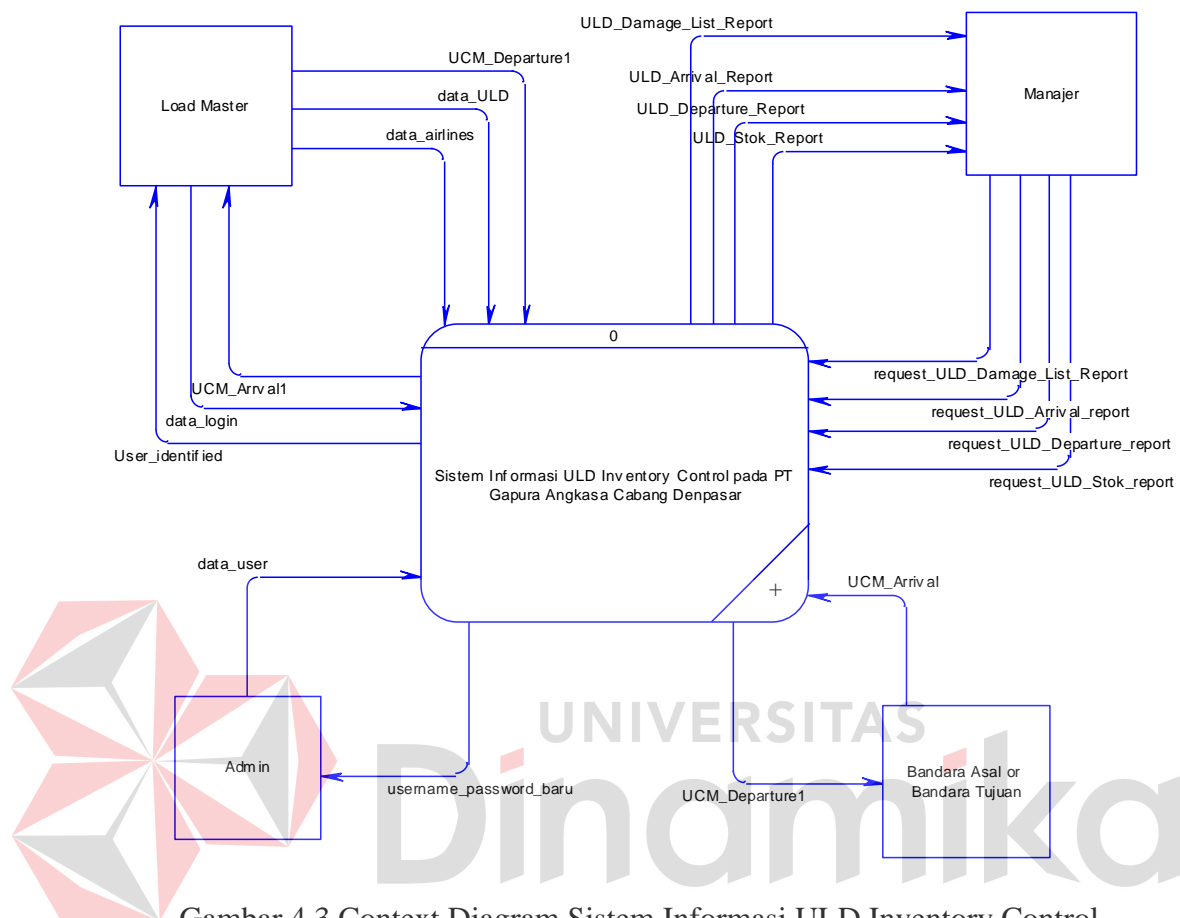 ULD_Damage_List_Report
UCM_Departure1
ULD_Arrival_Report
data_ULD
Load Master
Manajer
ULD_Departure_Report
data_airlines
ULD_Stok_Report
0
UCM_Arrval1
request_ULD_Damage_List_Report
data_login
request_ULD_Arrival_report
User_identified
request_ULD_Departure_report
Sistem Informasi ULD Inventory Control pada PT
Gapura Angkasa Cabang Denpasar
request_ULD_Stok_report
data_user
UCM_Arrival
+
UNIVERSITAS
Dinamika
Admin
username_password_baru
UCM_Departure1
Bandara Asal or
Bandara Tujuan
Gambar 4.3 Context Diagram Sistem Informasi ULD Inventory Control